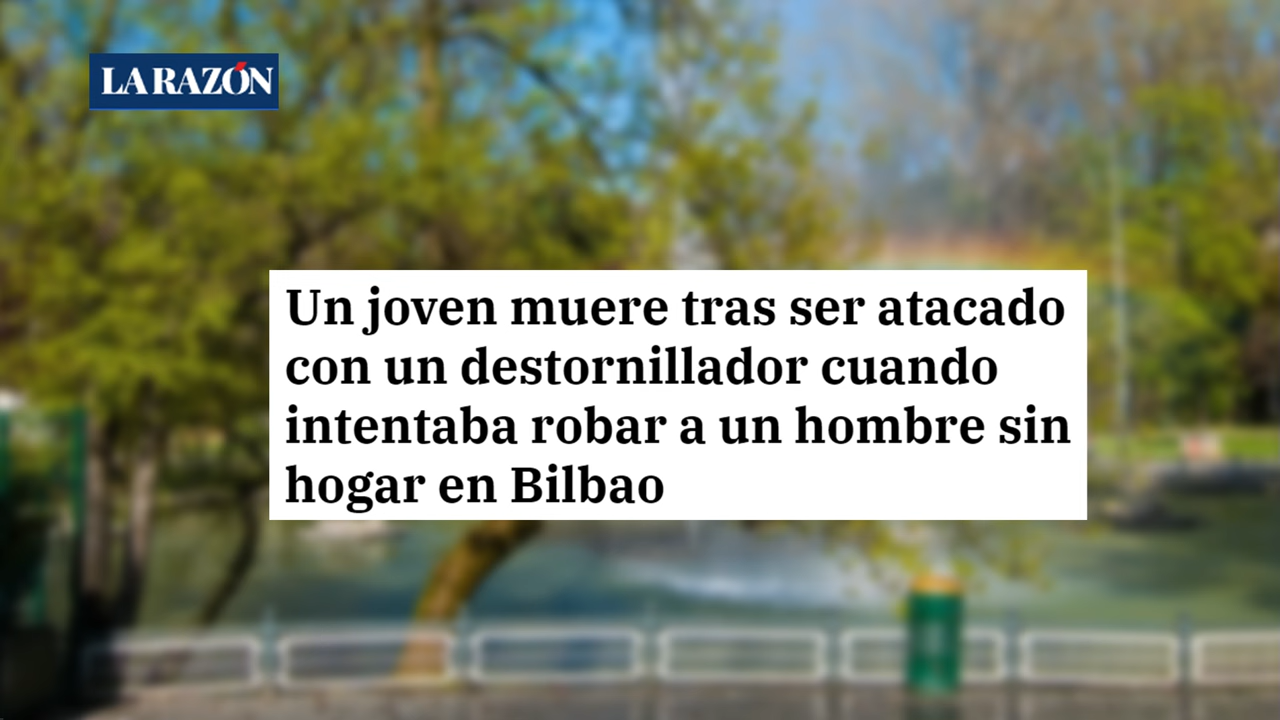 LA RAZÓN
Un joven muere tras ser atacado
con un destornillador cuando
intentaba robar a un hombre sin
hogar en Bilbao